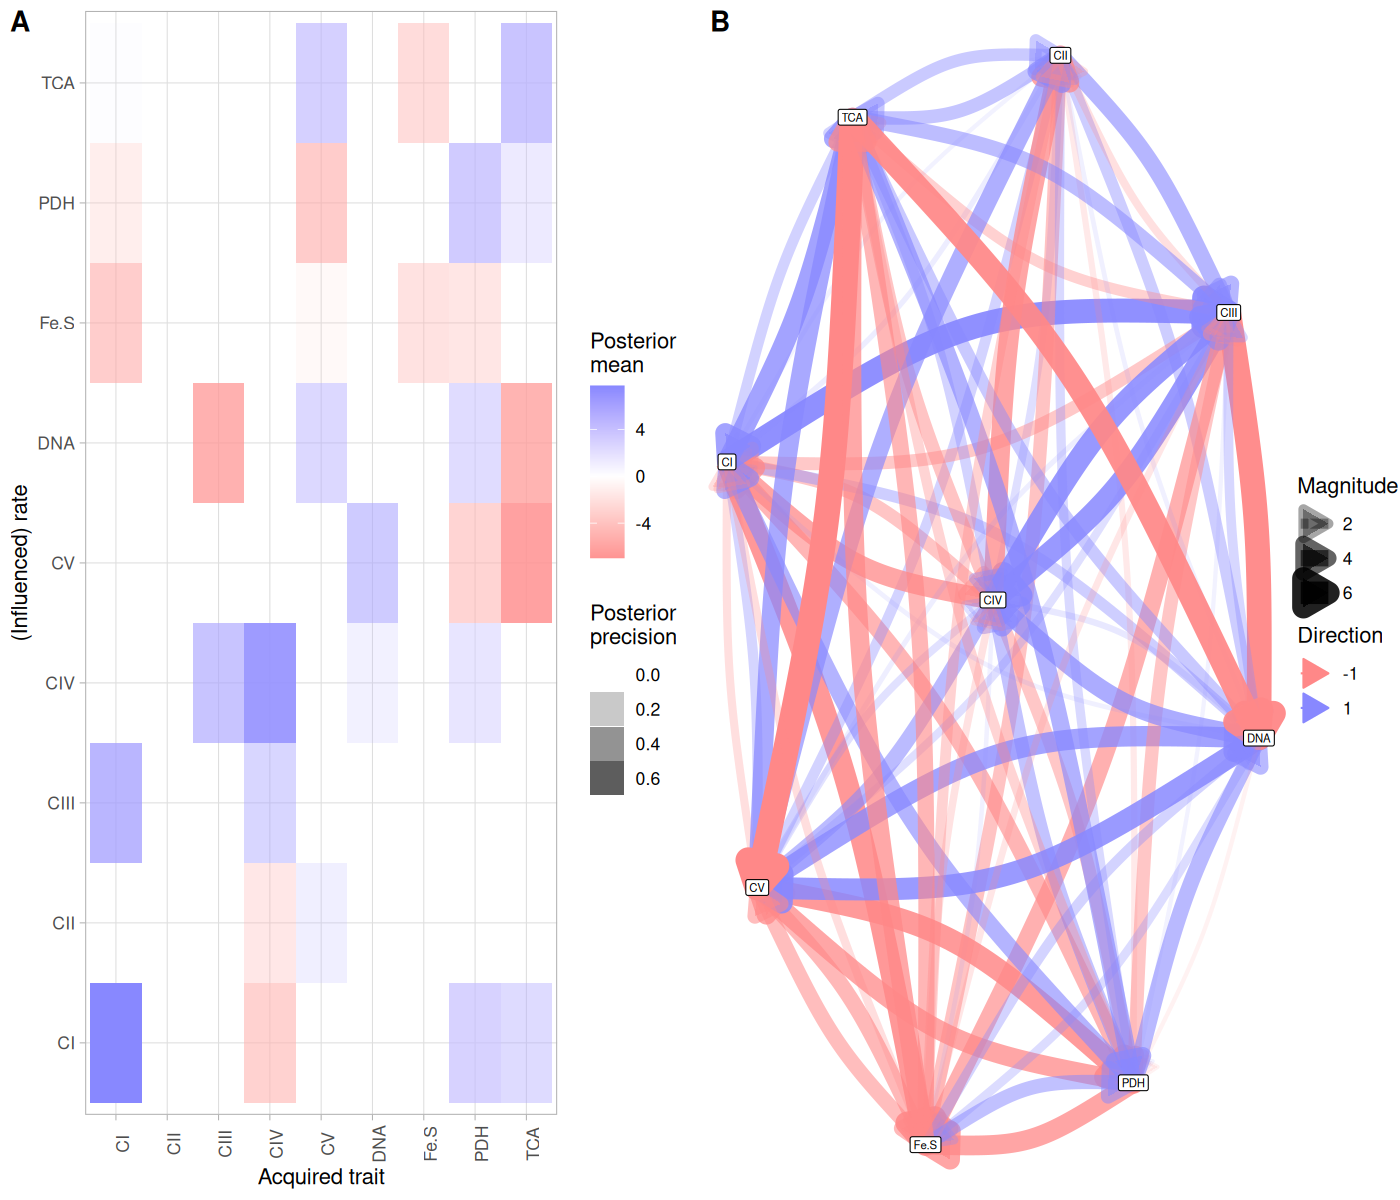 A
B
TCA
PDH
Fe.S
DNA
CV
CIV
CIII
CII
CI
(Influenced) rate
CI
CII
CIII
CIV
CV
DNA
Fe.S
PDH
TCA
Acquired trait
Posterior
mean
4
0
-4
Posterior
precision
0.0
0.2
0.4
0.6
CII
TCA
CIII
CI
CIV
DNA
CV
PDH
Fe.S
Magnitude
2
4
6
Direction
-1
1